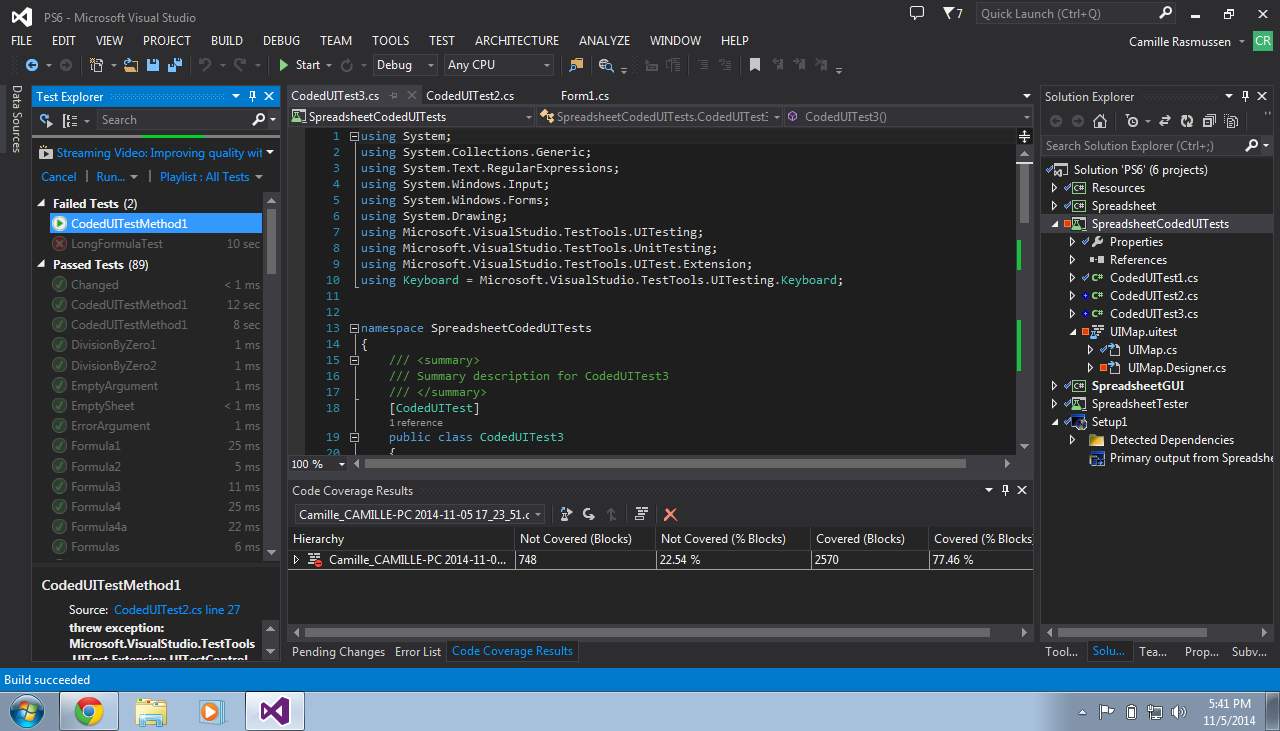 PS6 - Microsoft Visual Studio
7
Quick Launch (Ctrl+Q)
FILE EDIT VIEW PROJECT BUILD DEBUG TEAM TOOLS TEST ARCHITECTURE ANALYZE WINDOW HELP
Camille Rasmussen CR
Start Debug Any CPU
Data Sources
Test Explorer
Search
Streaming Video: Improving quality wit
Cancel | Run... | Playlist : All Tests
Failed Tests (2)
CodedUITestMethod1
LongFormulaTest 10 sec
Passed Tests (89)
Changed < 1 ms
CodedUITestMethod1 12 sec
CodedUITestMethod1 8 sec
DivisionByZero1 1 ms
DivisionByZero2 1 ms
EmptyArgument 1 ms
EmptySheet < 1 ms
ErrorArgument 1 ms
Formula1 25 ms
Formula2 5 ms
Formula3 11 ms
Formula4 25 ms
Formula4a 22 ms
Formulas 6 ms
CodedUITestMethod1
Source: CodedUITest2.cs line 27
threw exception:
Microsoft.VisualStudio.TestTools
.UITest.Extension.UITestControl
CodedUITest3.cs CodedUITest2.cs Form1.cs
SpreadsheetCodedUITests SpreadsheetCodedUITests.CodedUITest3 CodedUITest3()
1 using System;
2 using System.Collections.Generic;
3 using System.Text.RegularExpressions;
4 using System.Windows.Input;
5 using System.Windows.Forms;
6 using System.Drawing;
7 using Microsoft.VisualStudio.TestTools.UITesting;
8 using Microsoft.VisualStudio.TestTools.UnitTesting;
9 using Microsoft.VisualStudio.TestTools.UITest.Extension;
10 using Keyboard = Microsoft.VisualStudio.TestTools.UITesting.Keyboard;
11
12
13 namespace SpreadsheetCodedUITests
14 {
15 /// <summary>
16 /// Summary description for CodedUITest3
17 /// </summary>
18 [CodedUITest]
1 reference
19 public class CodedUITest3
20 {
100 %
Code Coverage Results
Camille_CAMILLE-PC 2014-11-05 17_23_51.c
Hierarchy Not Covered (Blocks) Not Covered (% Blocks) Covered (Blocks) Covered (% Blocks)
Camille_CAMILLE-PC 2014-11-0... 748 22.54 % 2570 77.46 %
Pending Changes Error List Code Coverage Results
Solution Explorer
Search Solution Explorer (Ctrl+;)
Solution 'PS6' (6 projects)
Resources
Spreadsheet
SpreadsheetCodedUITests
Properties
References
CodedUITest1.cs
CodedUITest2.cs
CodedUITest3.cs
UIMap.uitest
UIMap.cs
UIMap.Designer.cs
SpreadsheetGUI
SpreadsheetTester
Setup1
Detected Dependencies
Primary output from Spreadshe
Tool... Solu... Tea... Prop... Subv...
Build succeeded
5:41 PM
11/5/2014